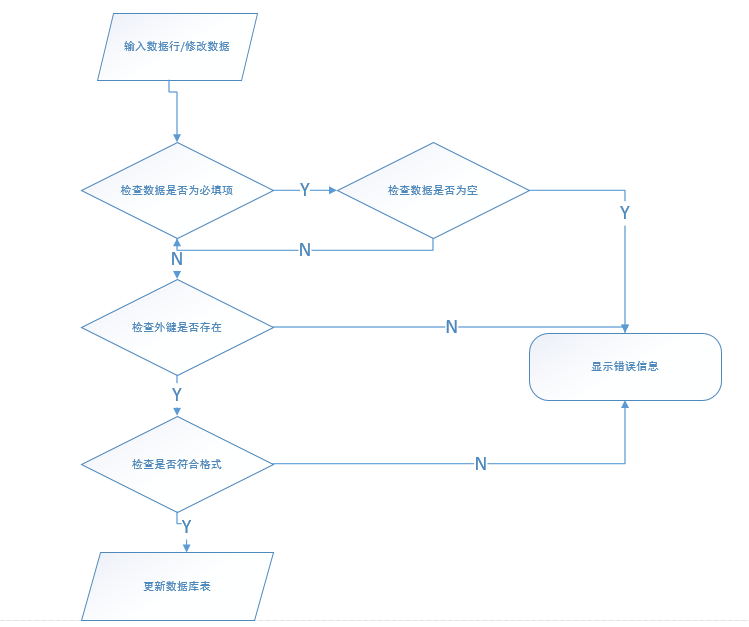 输入数据行/修改数据
检查数据是否为必填项
Y
检查数据是否为空
Y
N
N
检查外键是否存在
N
显示错误信息
Y
检查是否符合格式
N
Y
更新数据库表